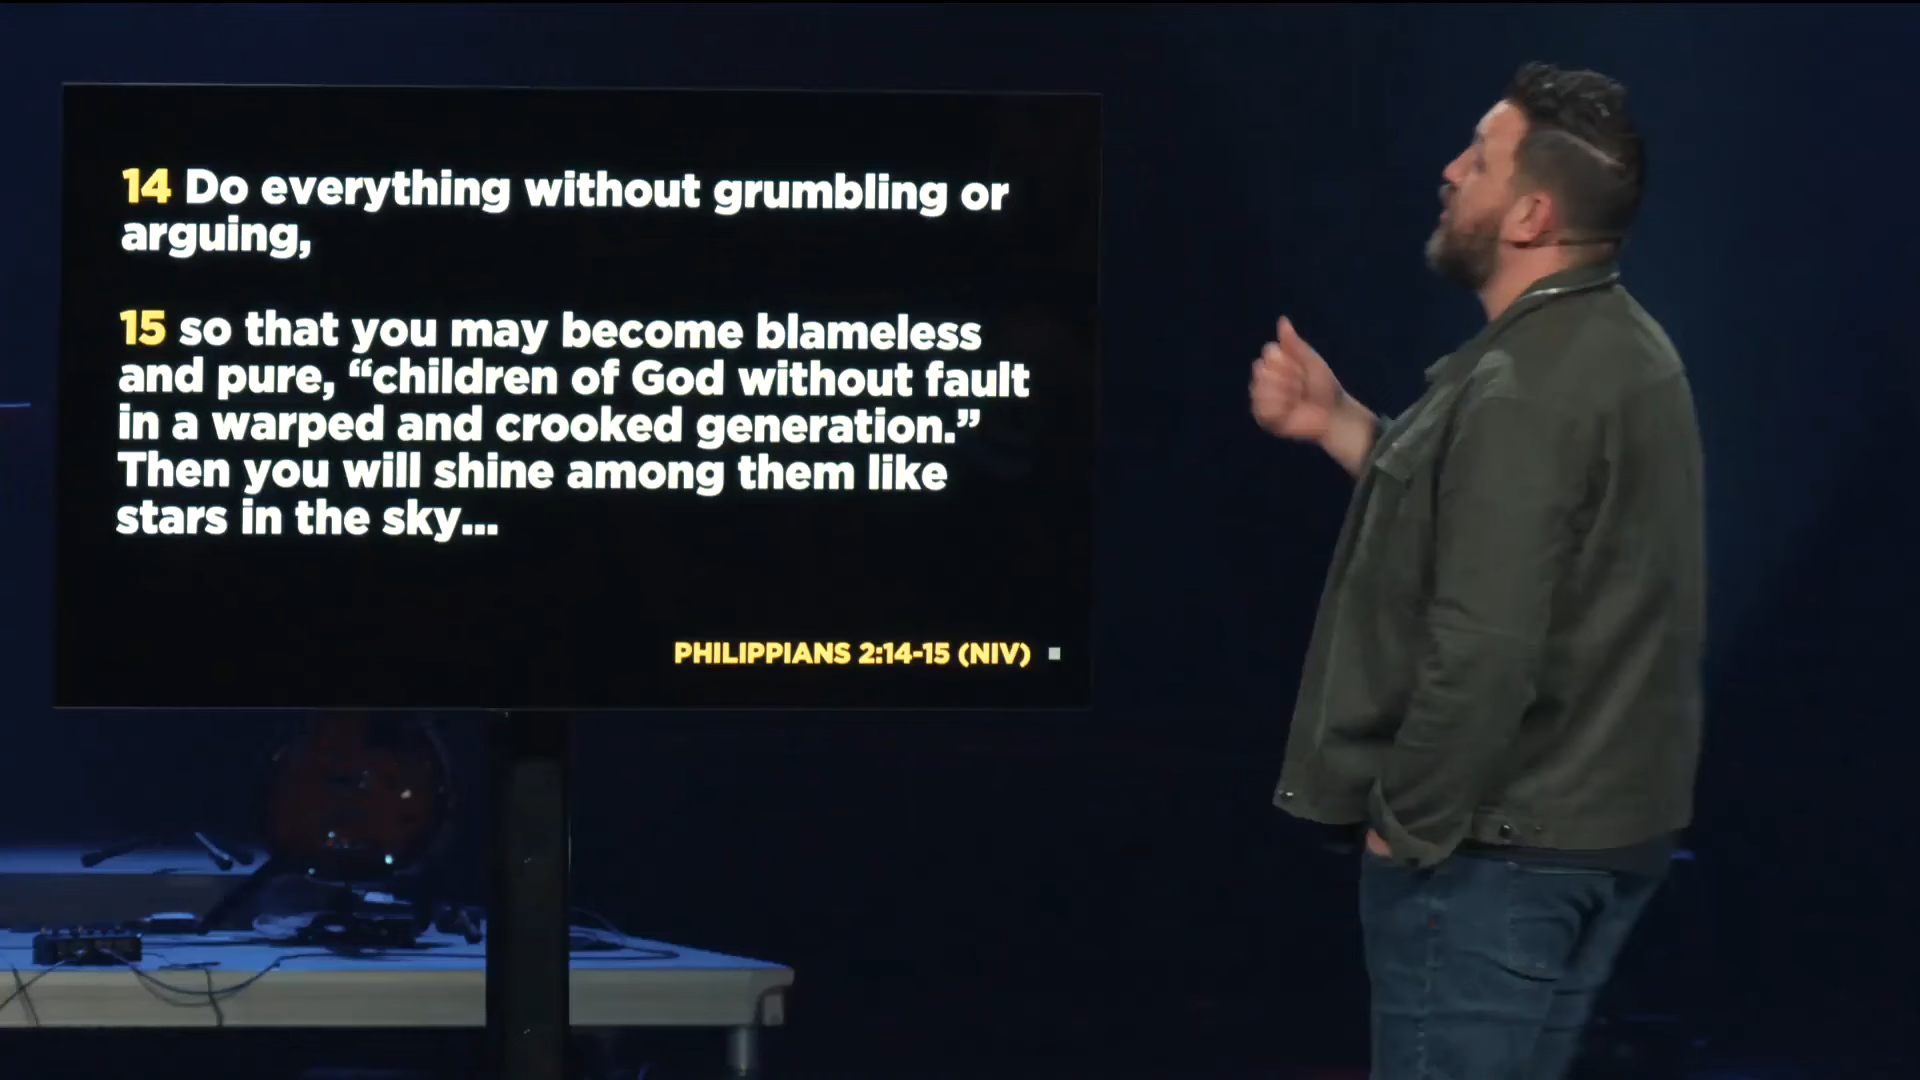 14 Do everything without grumbling or
arguing,
15 so that you may become blameless
and pure, “children of God without fault
in a warped and crooked generation.”
Then you will shine among them like
stars in the sky...
PHILIPPIANS 2:14-15 (NIV)